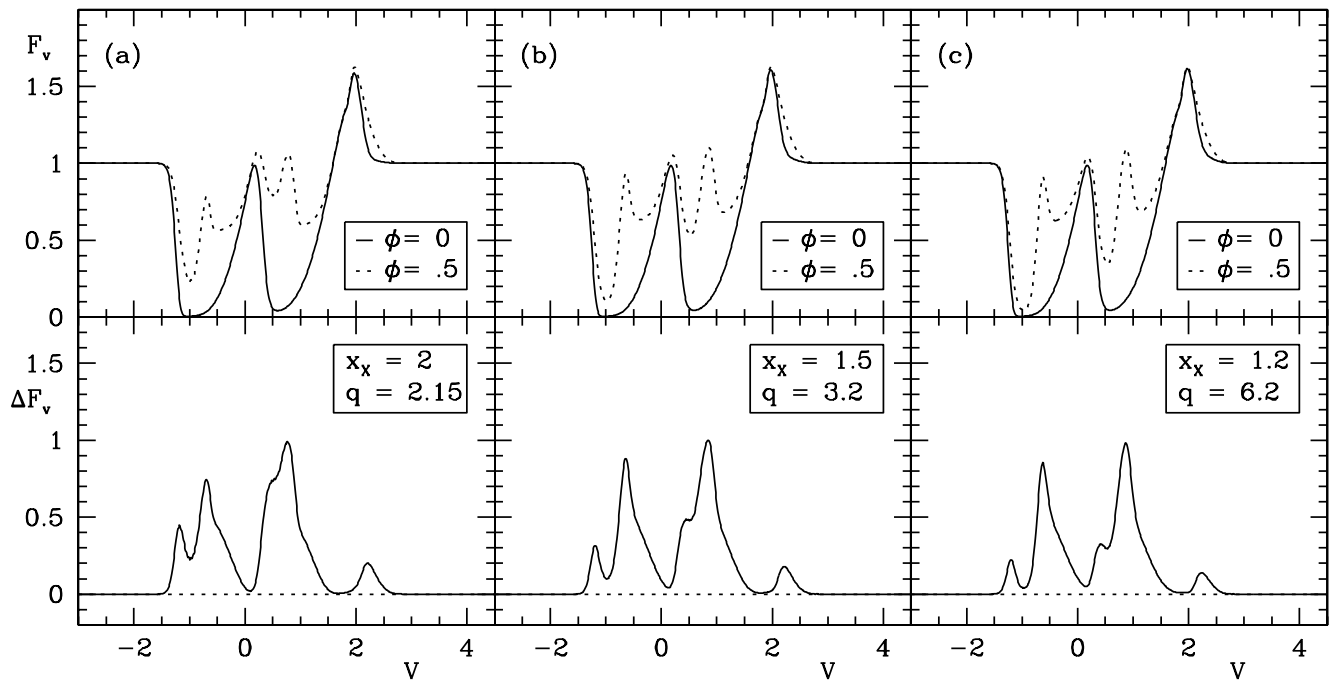 F_v
(a)
(b)
(c)
1.5
1
0.5
0
— ϕ= 0
- - - ϕ= .5
— ϕ= 0
- - - ϕ= .5
— ϕ= 0
- - - ϕ= .5
ΔF_v
1.5
1
0.5
0
x_X = 2
q = 2.15
x_X = 1.5
q = 3.2
x_X = 1.2
q = 6.2
−2 0 2 −2 0 2 −2 0 2 4
V V V